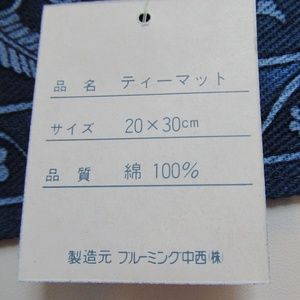 品名 ティーマット
サイズ 20×30cm
品質 綿 100%
製造元 フルーミング中西(株)